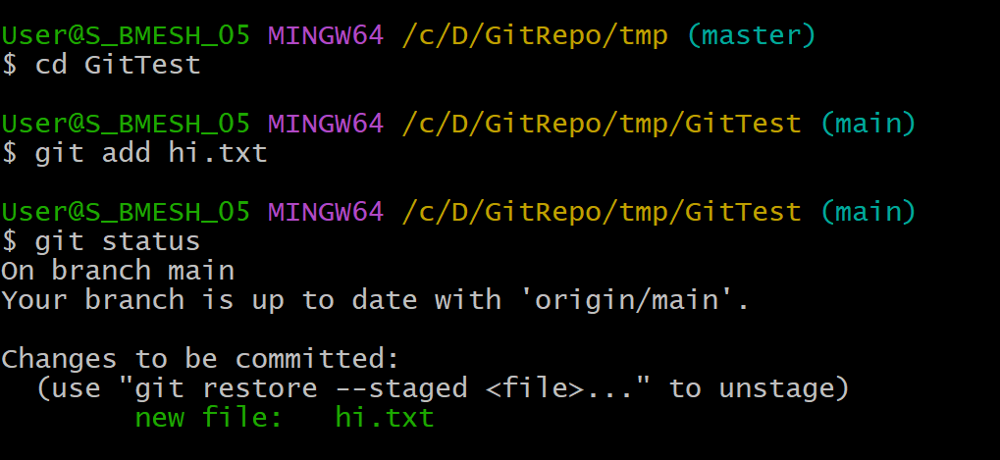 User@S_BMESH_05 MINGW64 /c/D/GitRepo/tmp (master)
$ cd GitTest
User@S_BMESH_05 MINGW64 /c/D/GitRepo/tmp/GitTest (main)
$ git add hi.txt
User@S_BMESH_05 MINGW64 /c/D/GitRepo/tmp/GitTest (main)
$ git status
On branch main
Your branch is up to date with 'origin/main'.
Changes to be committed:
(use "git restore --staged <file>..." to unstage)
new file: hi.txt